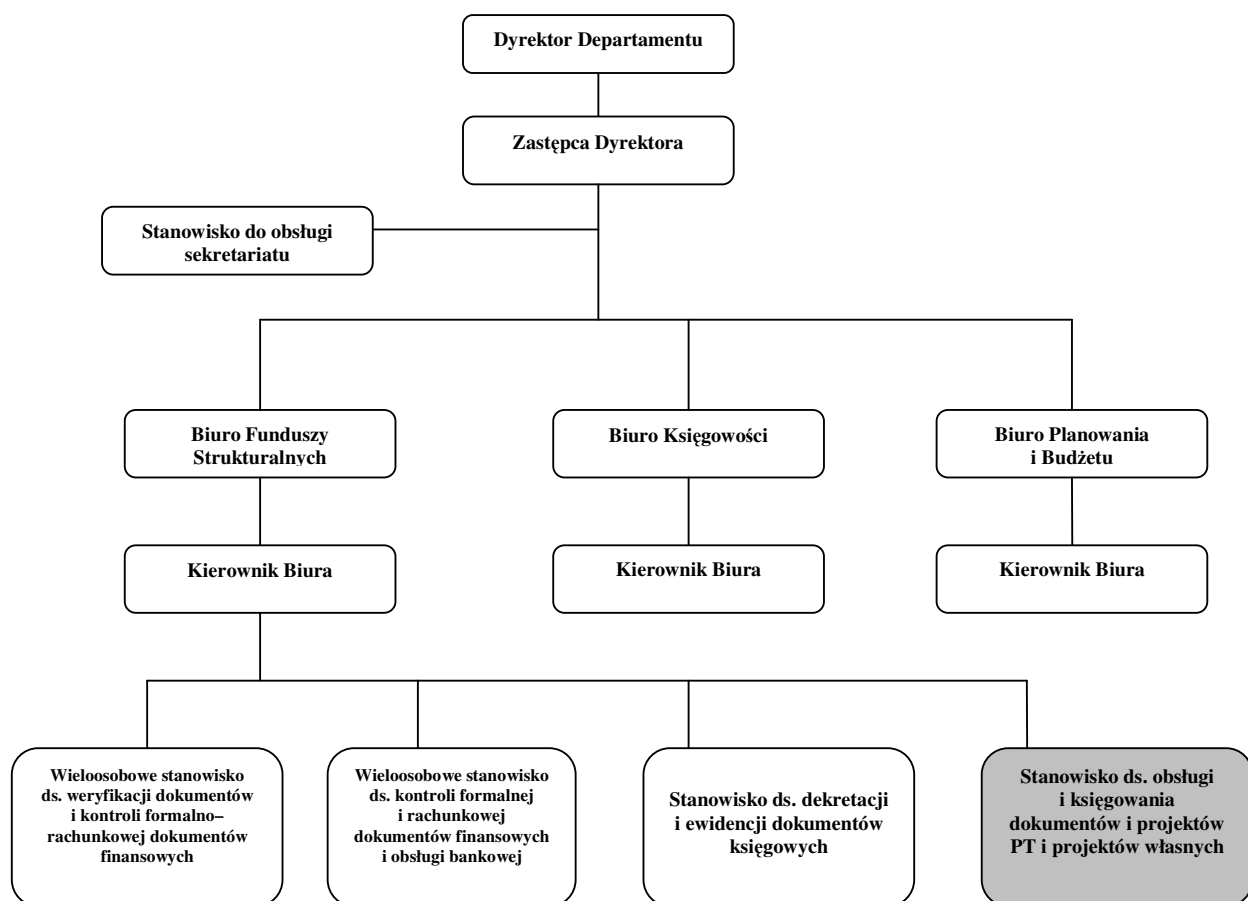 Dyrektor Departamentu
Zastępca Dyrektora
Stanowisko do obsługi
sekretariatu
Biuro Funduszy
Strukturalnych
Biuro Księgowości
Biuro Planowania
i Budżetu
Kierownik Biura
Kierownik Biura
Kierownik Biura
Wieloosobowe stanowisko
ds. weryfikacji dokumentów
i kontroli formalno–
rachunkowej dokumentów
finansowych
Wieloosobowe stanowisko
ds. kontroli formalnej
i rachunkowej
dokumentów finansowych
i obsługi bankowej
Stanowisko ds. dekretacji
i ewidencji dokumentów
księgowych
Stanowisko ds. obsługi
i księgowania
dokumentów i projektów
PT i projektów własnych